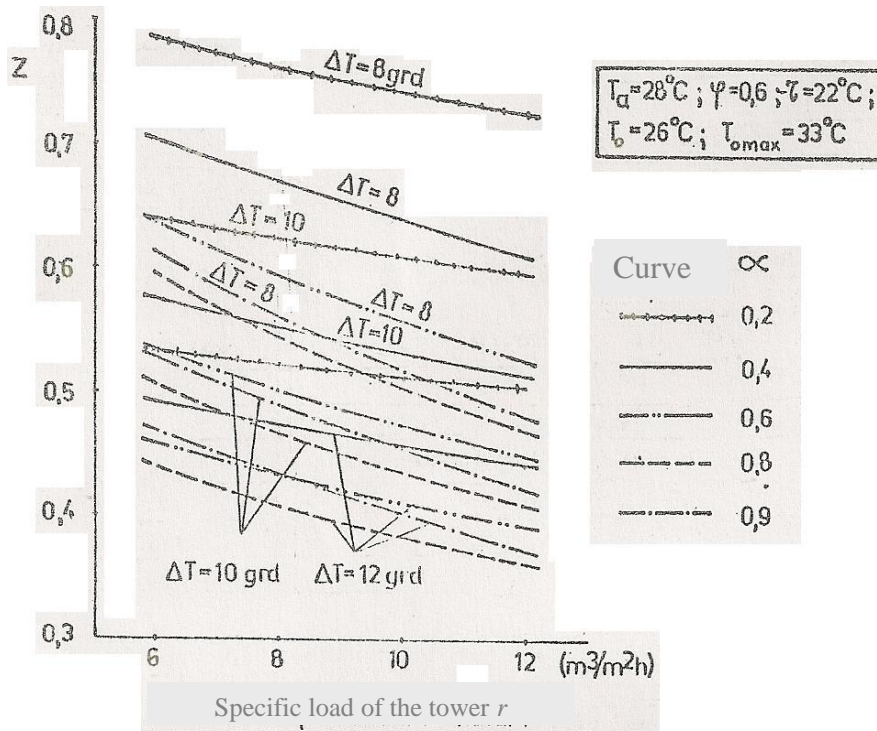 0,8
Z
0,7
0,6
0,5
0,4
0,3
6 8 10 12 (m3/m2h)
Specific load of the tower r
ΔT=8grd
ΔT=8
ΔT=10
ΔT=8
ΔT=8
ΔT=10
ΔT=10 grd ΔT=12 grd
Ta=28°C; φ=0,6; τ=22°C;
To=26°C; Tomax=33°C
Curve ∝
0,2
0,4
0,6
0,8
0,9